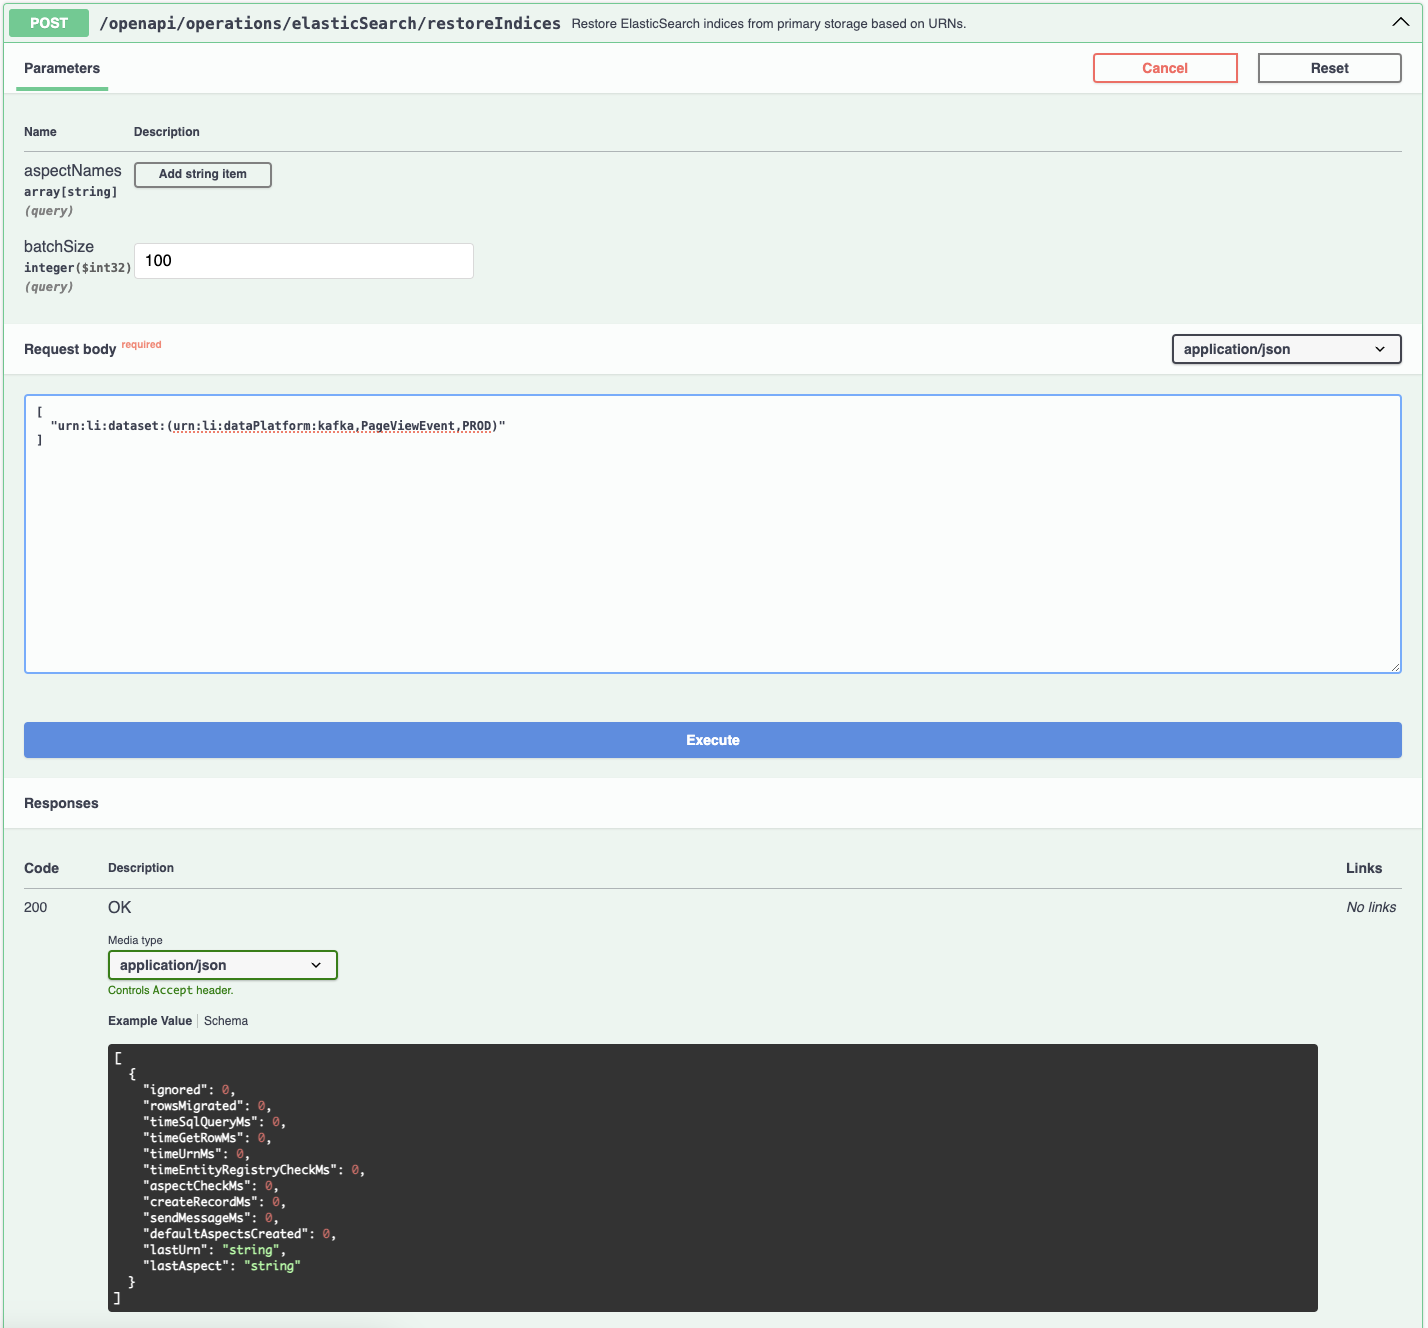 POST /openapi/operations/elasticSearch/restoreIndices Restore ElasticSearch indices from primary storage based on URNs.
Parameters Cancel Reset
Name Description
aspectNames Add string item
array[string]
(query)
batchSize
100
integer($int32)
(query)
Request body required application/json
[
"urn:li:dataset:(urn:li:dataPlatform:kafka,PageViewEvent,PROD)"
]
Execute
Responses
Code Description Links
200 OK No links
Media type
application/json
Controls Accept header.
Example Value Schema
[
{
"ignored": 0,
"rowsMigrated": 0,
"timeSqlQueryMs": 0,
"timeGetRowMs": 0,
"timeUrnMs": 0,
"timeEntityRegistryCheckMs": 0,
"aspectCheckMs": 0,
"createRecordMs": 0,
"sendMessageMs": 0,
"defaultAspectsCreated": 0,
"lastUrn": "string",
"lastAspect": "string"
}
]